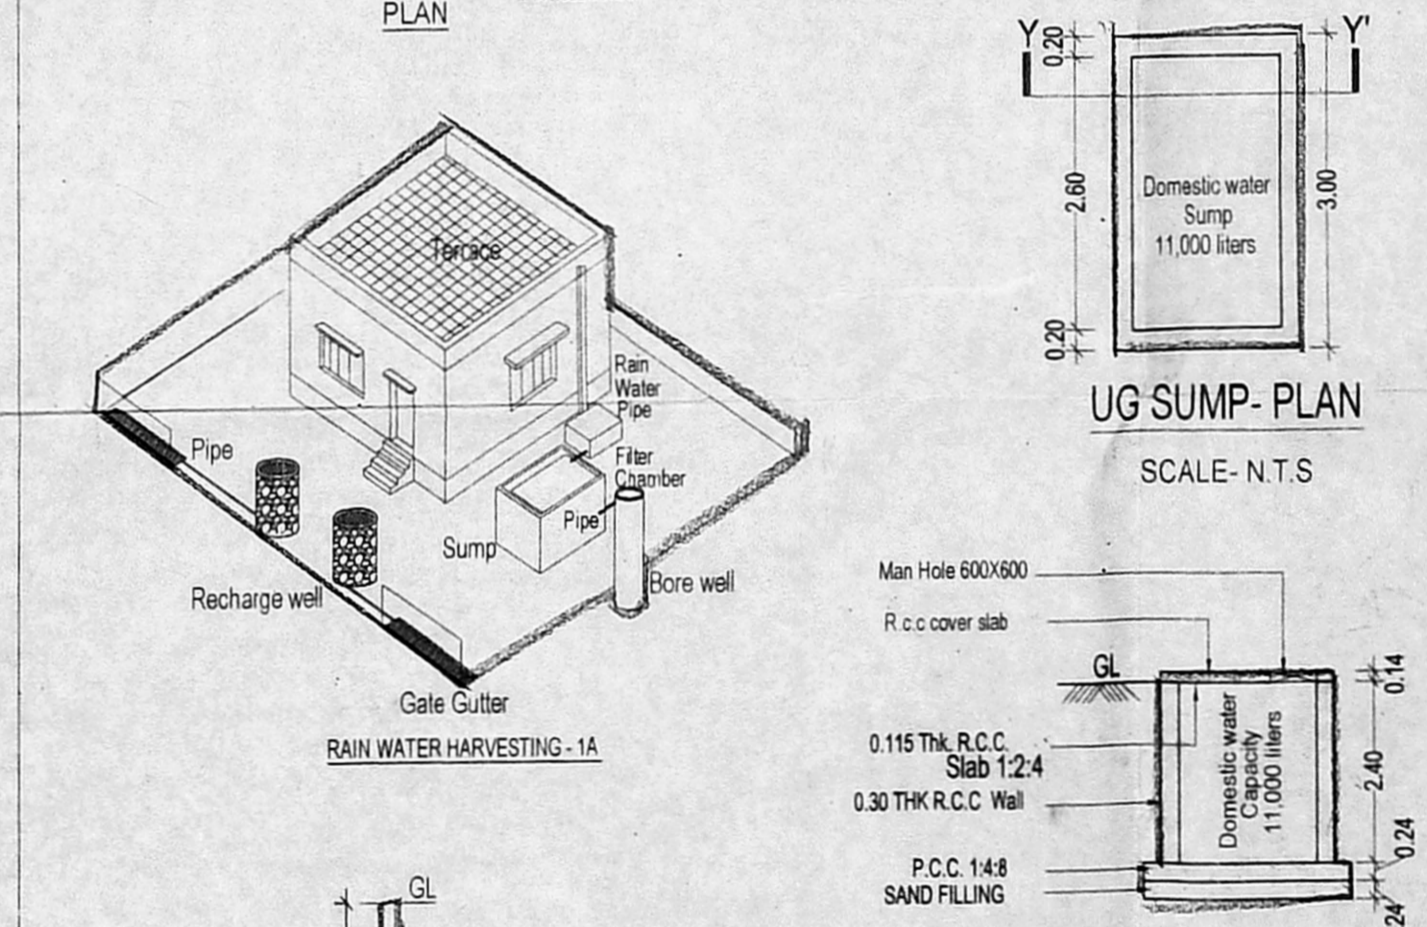 PLAN
Terrace
Rain
Water
Pipe
Filter
Chamber
Pipe
Pipe
Sump
Bore well
Recharge well
Gate Gutter
RAIN WATER HARVESTING - 1A
GL
Y
Y'
0.20
2.60
0.20
3.00
Domestic water
Sump
11,000 liters
UG SUMP- PLAN
SCALE- N.T.S
Man Hole 600X600
R.c.c cover slab
GL
0.115 Thk. R.C.C.
Slab 1:2:4
0.30 THK R.C.C Wall
P.C.C. 1:4:8
SAND FILLING
Domestic water
Capacity
11,000 liters
0.14
2.40
0.24
24